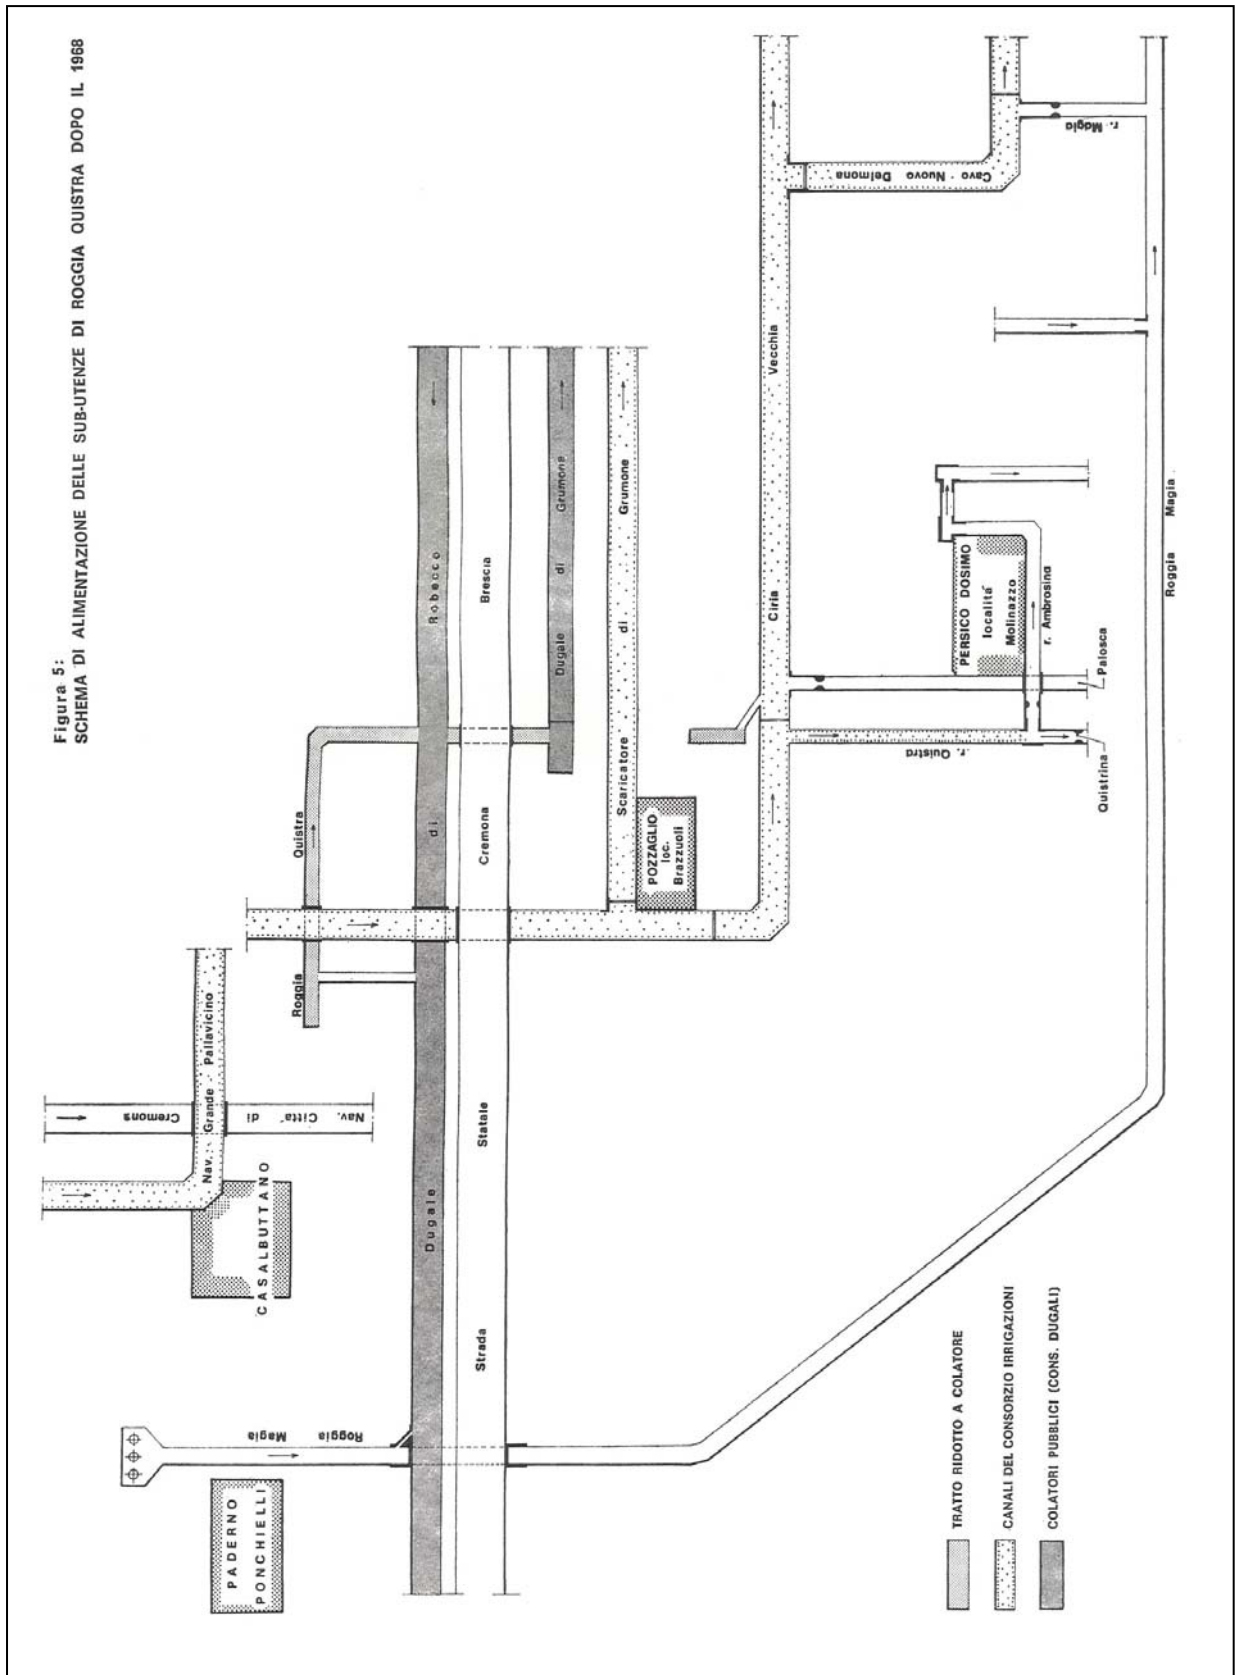 Figura 5:
SCHEMA DI ALIMENTAZIONE DELLE SUB-UTENZE DI ROGGIA QUISTRA DOPO IL 1968
PADERNO
PONCHIELLI
Roggia Magia
CASALBUTTANO
Nav. Grande Pallavicino
Nav. Città di Cremona
Roggia Quistra
Dugale di Robecco
Strada Statale Cremona Brescia
Dugale di Grumone
Scaricatore di Grumone
POZZAGLIO
loc.
Brazzuoli
Ciria Vecchia
Cavo Nuovo Delmona
r. Magia
r. Quistra
Quistrina
Palosca
PERSICO DOSIMO
località
Molinazzo
r. Ambrosina
Roggia Magia
TRATTO RIDOTTO A COLATORE
CANALI DEL CONSORZIO IRRIGAZIONI
COLATORI PUBBLICI (CONS. DUGALI)